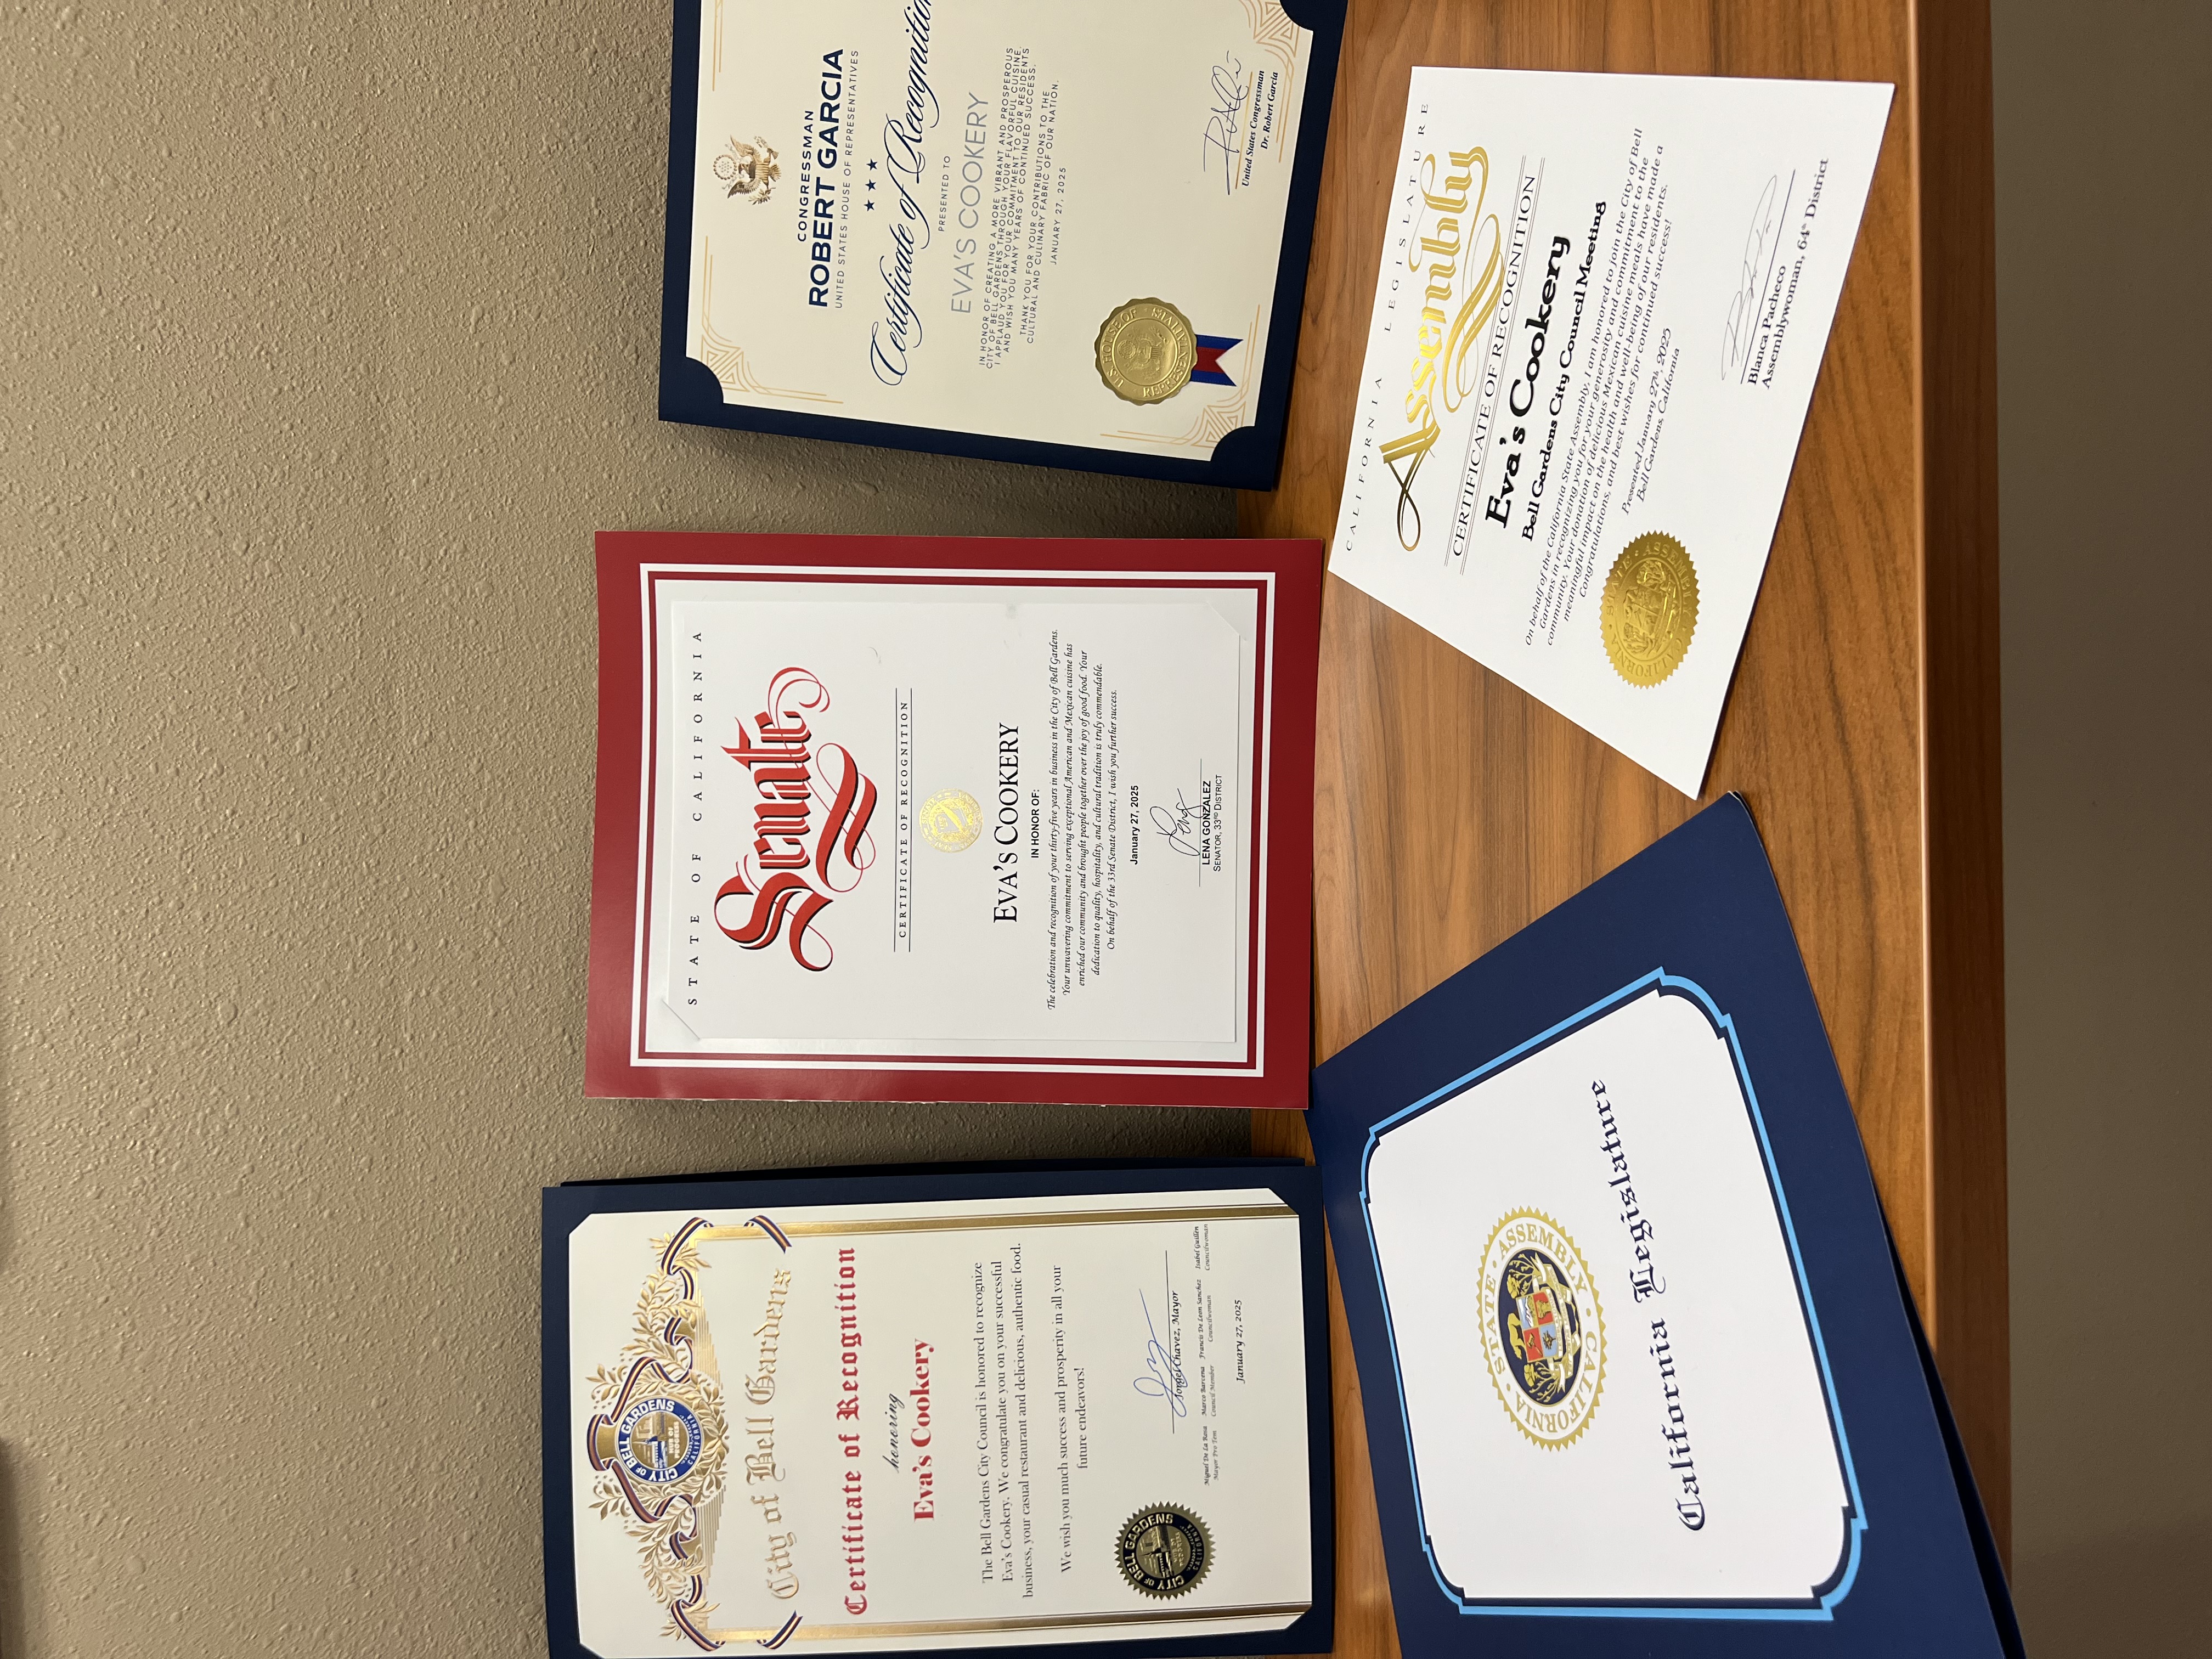 CITY OF BELL GARDENS
HUB OF
PROGRESS
CALIFORNIA
City of Bell Gardens
Certificate of Recognition
honoring
Eva's Cookery
The Bell Gardens City Council is honored to recognize
Eva's Cookery. We congratulate you on your successful
business, your casual restaurant and delicious, authentic food.
We wish you much success and prosperity in all your
future endeavors!
CITY OF BELL GARDENS
CALIFORNIA
Jorgel Chavez, Mayor
Miguel De La Rosa
Mayor Pro Tem
Marco Barcena
Council Member
Francis De Leon Sanchez
Councilwoman
Isabel Guillén
Councilwoman
January 27, 2025
STATE OF CALIFORNIA
Senate
CERTIFICATE OF RECOGNITION
EVA'S COOKERY
IN HONOR OF:
The celebration and recognition of your thirty-five years in business in the City of Bell Gardens.
Your unwavering commitment to serving exceptional American and Mexican cuisine has
enriched our community and brought people together over the joy of good food. Your
dedication to quality, hospitality, and cultural tradition is truly commendable.
On behalf of the 33rd Senate District, I wish you further success.
January 27, 2025
LENA GONZALEZ
SENATOR, 33RD DISTRICT
CONGRESSMAN
ROBERT GARCIA
UNITED STATES HOUSE OF REPRESENTATIVES
Certificate of Recognition
PRESENTED TO
EVA'S COOKERY
IN HONOR OF CREATING A MORE VIBRANT AND PROSPEROUS
CITY OF BELL GARDENS THROUGH YOUR FLAVORFUL CUISINE.
I APPLAUD YOU FOR YOUR COMMITMENT TO OUR RESIDENTS
AND WISH YOU MANY YEARS OF CONTINUED SUCCESS.
THANK YOU FOR YOUR CONTRIBUTIONS TO THE
CULTURAL AND CULINARY FABRIC OF OUR NATION.
JANUARY 27, 2025
U.S. HOUSE OF
REPRESENTATIVES
United States Congressman
Dr. Robert Garcia
CALIFORNIA STATE ASSEMBLY
California Legislature
CALIFORNIA LEGISLATURE
Assembly
CERTIFICATE OF RECOGNITION
Eva's Cookery
Bell Gardens City Council Meeting
On behalf of the California State Assembly, I am honored to join the City of Bell
Gardens in recognizing you for your generosity and commitment to the
community. Your donation of delicious Mexican cuisine meals have made a
meaningful impact on the health and well-being of our residents.
Congratulations, and best wishes for continued success!
Presented January 27th, 2025
Bell Gardens, California
CALIFORNIA STATE ASSEMBLY
Blanca Pacheco
Assemblywoman, 64th District